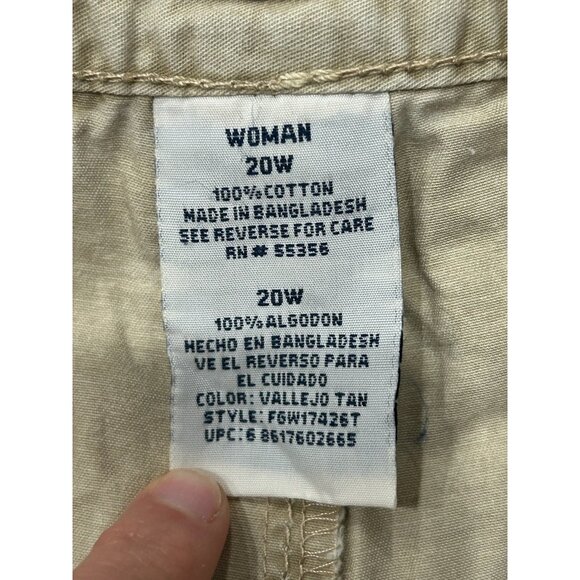 WOMAN
20W
100% COTTON
MADE IN BANGLADESH
SEE REVERSE FOR CARE
RN # 55356
20W
100% ALGODON
HECHO EN BANGLADESH
VE EL REVERSO PARA
EL CUIDADO
COLOR: VALLEJO TAN
STYLE: FGW17426T
UPC: 6 8617602665